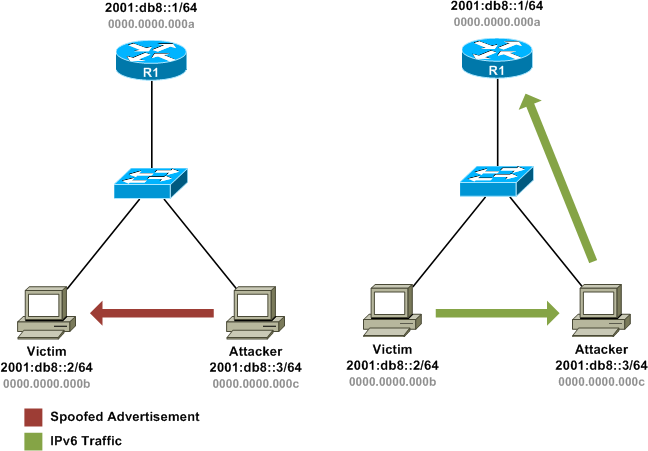 2001:db8::1/64
0000.0000.000a
R1
Victim
2001:db8::2/64
0000.0000.000b
Attacker
2001:db8::3/64
0000.0000.000c
2001:db8::1/64
0000.0000.000a
R1
Victim
2001:db8::2/64
0000.0000.000b
Attacker
2001:db8::3/64
0000.0000.000c
Spoofed Advertisement
IPv6 Traffic